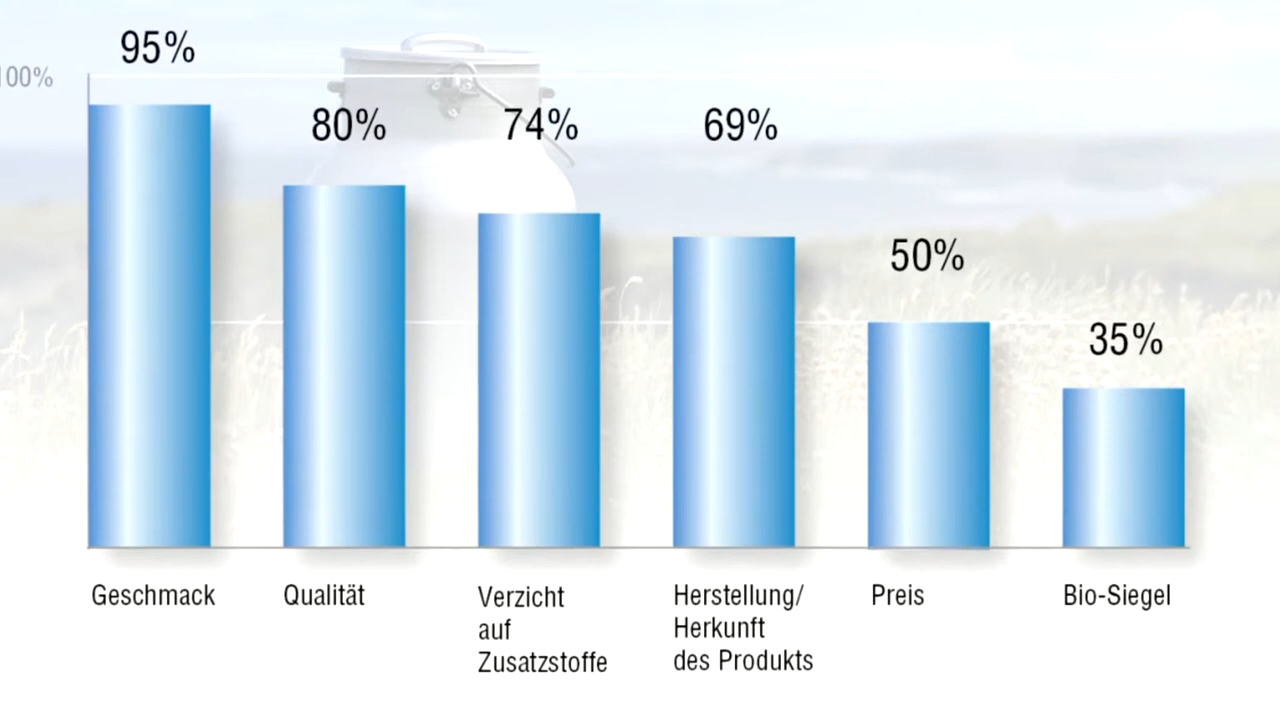 95%
100%
80%
74%
69%
50%
35%
Geschmack
Qualität
Verzicht
auf
Zusatzstoffe
Herstellung/
Herkunft
des Produkts
Preis
Bio-Siegel